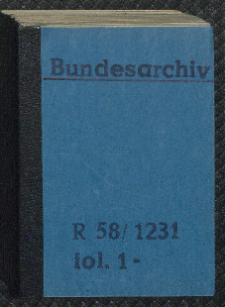 Bundesarchiv
R 58/1231
fol. 1-